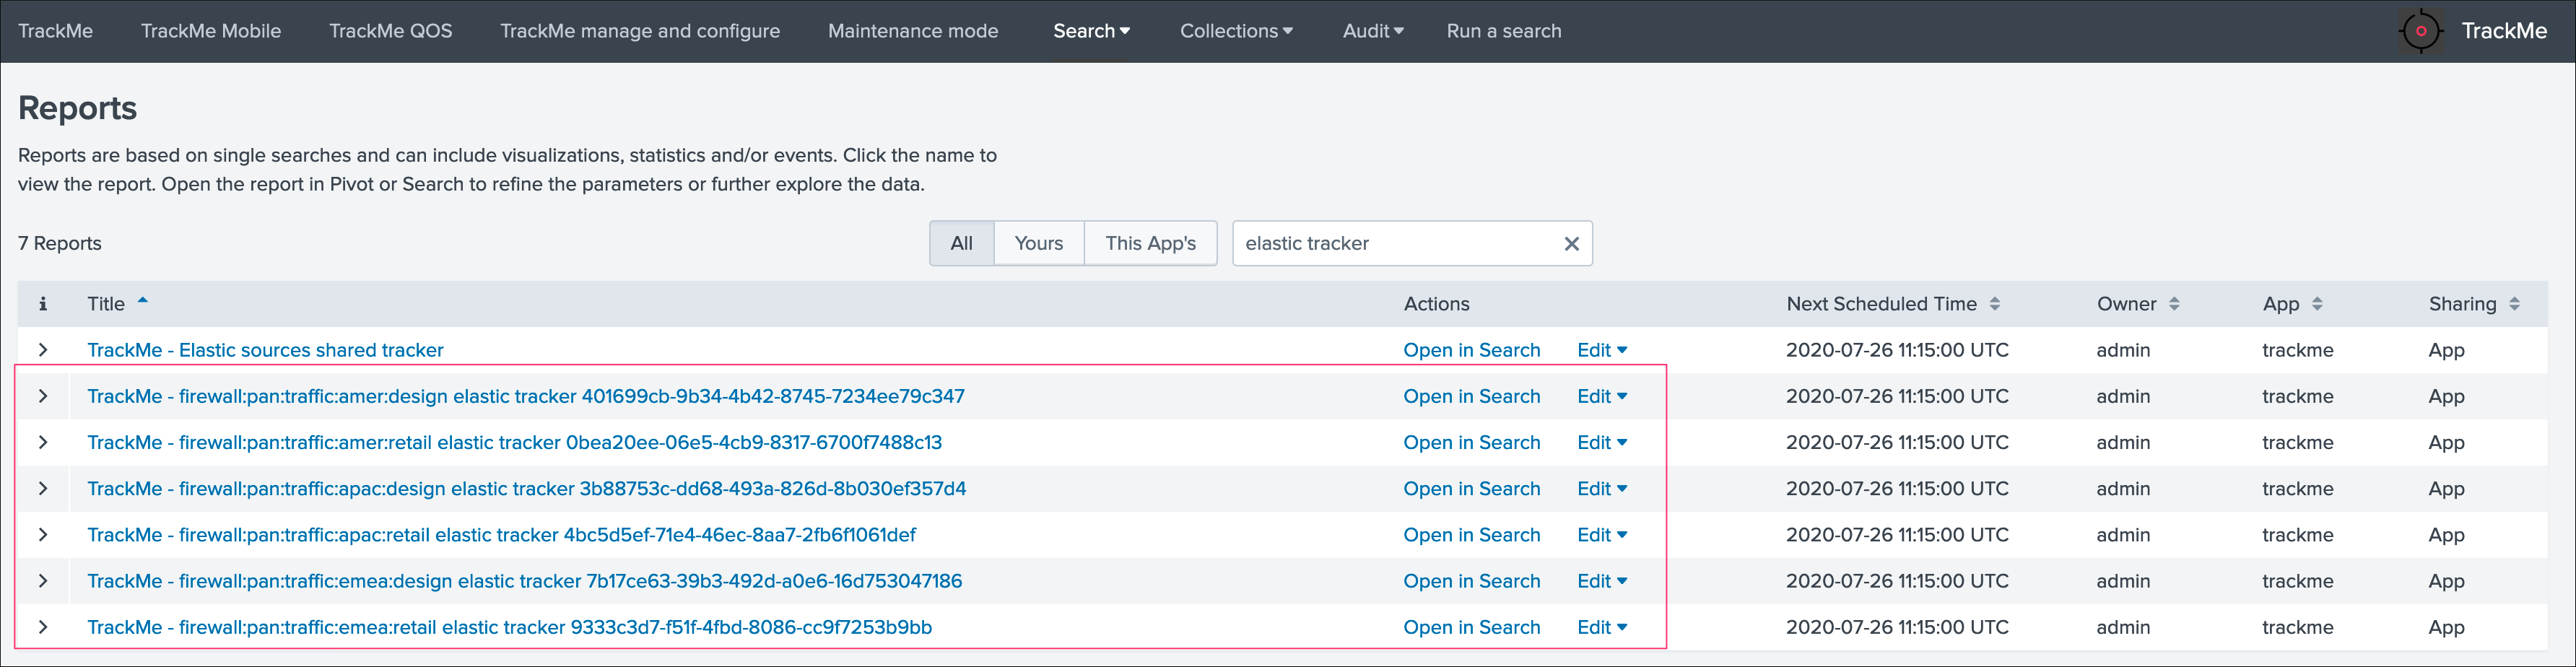 TrackMe TrackMe Mobile TrackMe QOS TrackMe manage and configure Maintenance mode Search Collections Audit Run a search TrackMe
Reports
Reports are based on single searches and can include visualizations, statistics and/or events. Click the name to
view the report. Open the report in Pivot or Search to refine the parameters or further explore the data.
7 Reports All Yours This App's elastic tracker
i Title Actions Next Scheduled Time Owner App Sharing
TrackMe - Elastic sources shared tracker Open in Search Edit 2020-07-26 11:15:00 UTC admin trackme App
TrackMe - firewall:pan:traffic:amer:design elastic tracker 401699cb-9b34-4b42-8745-7234ee79c347 Open in Search Edit 2020-07-26 11:15:00 UTC admin trackme App
TrackMe - firewall:pan:traffic:amer:retail elastic tracker 0bea20ee-06e5-4cb9-8317-6700f7488c13 Open in Search Edit 2020-07-26 11:15:00 UTC admin trackme App
TrackMe - firewall:pan:traffic:apac:design elastic tracker 3b88753c-dd68-493a-826d-8b030ef357d4 Open in Search Edit 2020-07-26 11:15:00 UTC admin trackme App
TrackMe - firewall:pan:traffic:apac:retail elastic tracker 4bc5d5ef-71e4-46ec-8aa7-2fb6f1061def Open in Search Edit 2020-07-26 11:15:00 UTC admin trackme App
TrackMe - firewall:pan:traffic:emea:design elastic tracker 7b17ce63-39b3-492d-a0e6-16d753047186 Open in Search Edit 2020-07-26 11:15:00 UTC admin trackme App
TrackMe - firewall:pan:traffic:emea:retail elastic tracker 9333c3d7-f51f-4fbd-8086-cc9f7253b9bb Open in Search Edit 2020-07-26 11:15:00 UTC admin trackme App